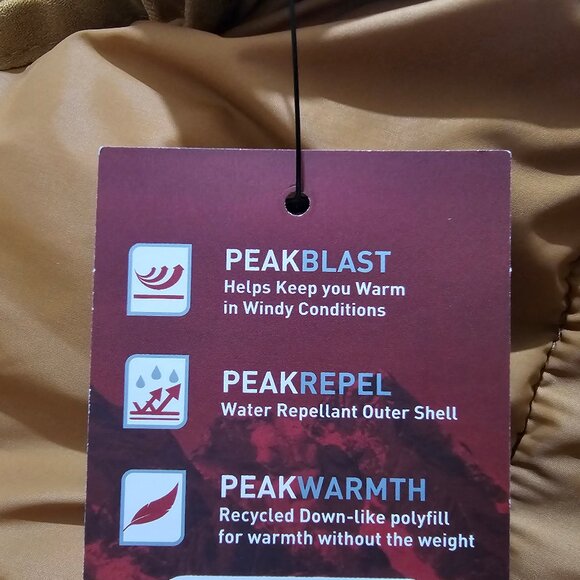 PEAKBLAST
Helps Keep you Warm
in Windy Conditions
PEAKREPEL
Water Repellant Outer Shell
PEAKWARMTH
Recycled Down-like polyfill
for warmth without the weight